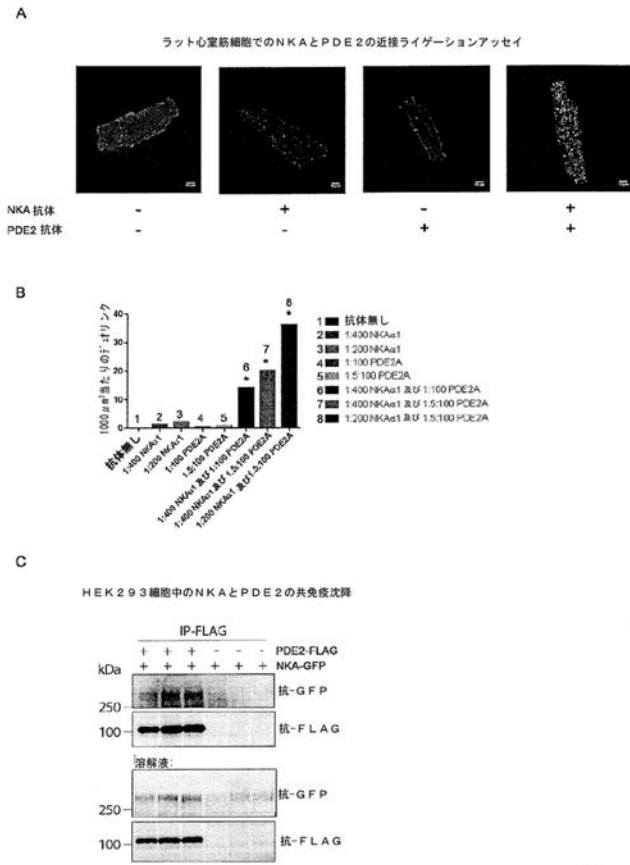 A
ラット心室筋細胞でのNKAとPDE2の近接ライゲーションアッセイ
NKA 抗体 - + - +
PDE2 抗体 - - + +
B
1000μm²当たりのデュオリンク
40
30
20
10
0
1 2 3 4 5 6 * 7 * 8 *
抗体無し
1:400 NKAα1
1:200 NKAα1
1:100 PDE2A
1.5:100 PDE2A
1:400 NKAα1 及び 1:100 PDE2A
1:400 NKAα1 及び 1.5:100 PDE2A
1:200 NKAα1 及び 1.5:100 PDE2A
1 抗体無し
2 1:400 NKAα1
3 1:200 NKAα1
4 1:100 PDE2A
5 1.5:100 PDE2A
6 1:400 NKAα1 及び 1:100 PDE2A
7 1:400 NKAα1 及び 1.5:100 PDE2A
8 1:200 NKAα1 及び 1.5:100 PDE2A
C
HEK293細胞中のNKAとPDE2の共免疫沈降
IP-FLAG
+ + + - - - PDE2-FLAG
kDa + + + + + + NKA-GFP
抗-GFP
250
100 抗-FLAG
溶解液:
抗-GFP
250
100 抗-FLAG